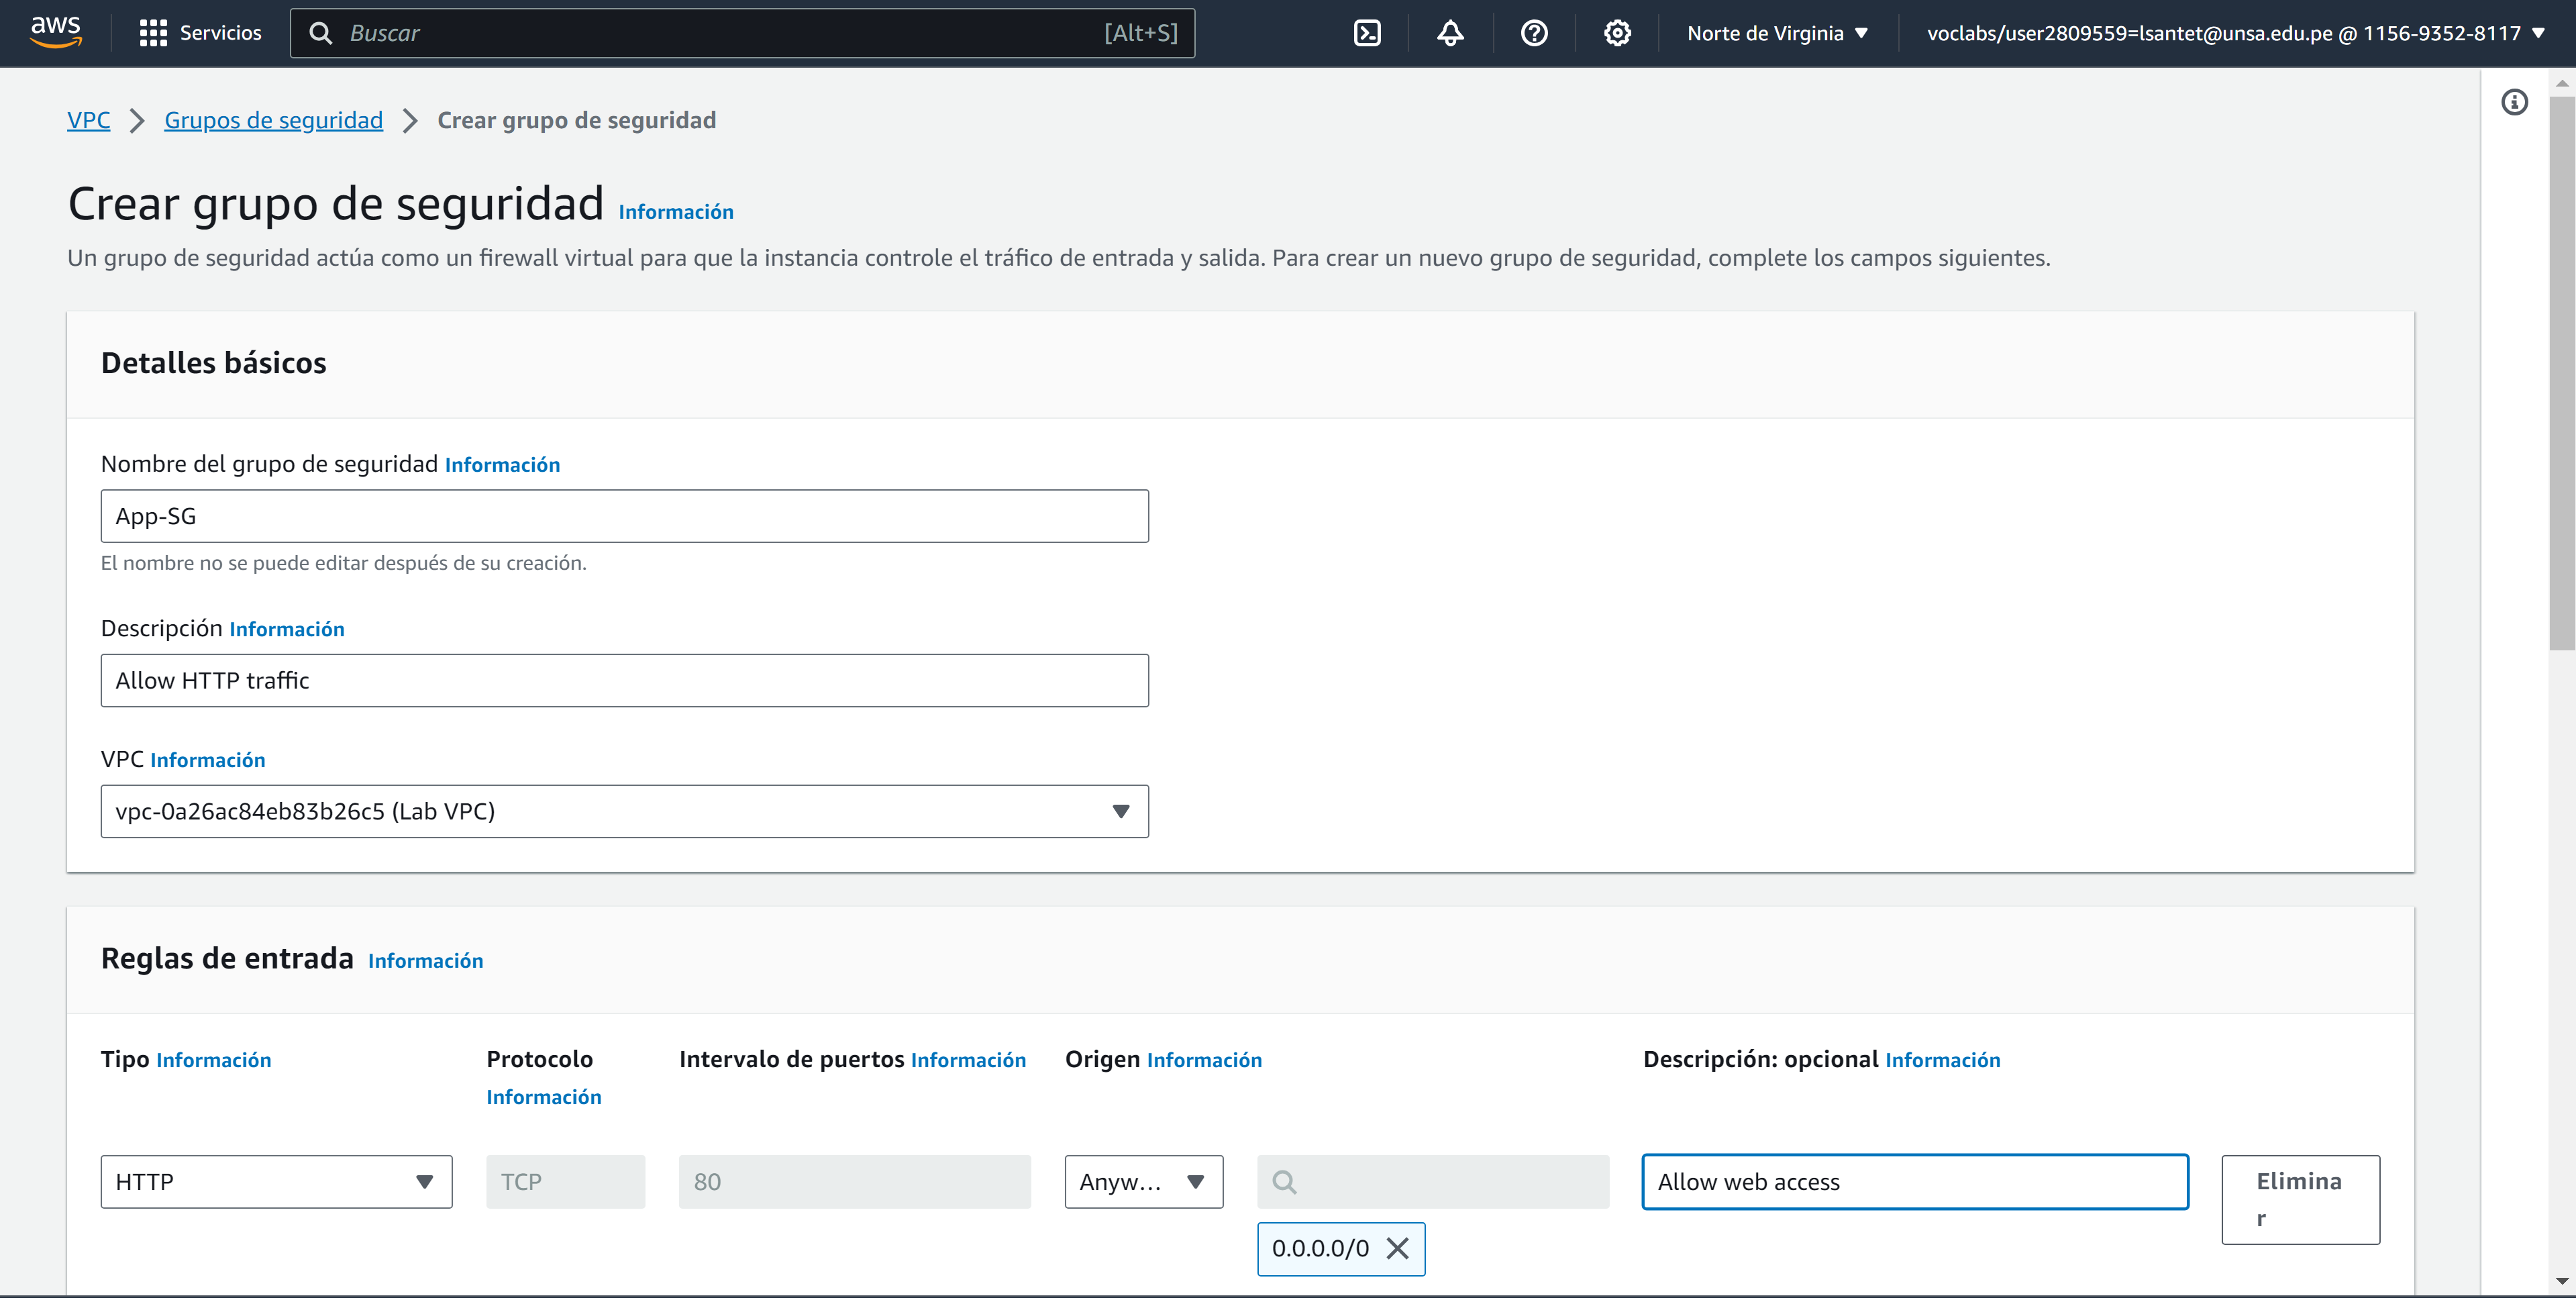 aws Servicios Buscar [Alt+S] Norte de Virginia voclabs/user2809559=lsantet@unsa.edu.pe @ 1156-9352-8117
VPC Grupos de seguridad Crear grupo de seguridad
Crear grupo de seguridad Información
Un grupo de seguridad actúa como un firewall virtual para que la instancia controle el tráfico de entrada y salida. Para crear un nuevo grupo de seguridad, complete los campos siguientes.
Detalles básicos
Nombre del grupo de seguridad Información
App-SG
El nombre no se puede editar después de su creación.
Descripción Información
Allow HTTP traffic
VPC Información
vpc-0a26ac84eb83b26c5 (Lab VPC)
Reglas de entrada Información
Tipo Información Protocolo Información Intervalo de puertos Información Origen Información Descripción: opcional Información
HTTP TCP 80 Anyw... Allow web access Elimina
r
0.0.0.0/0